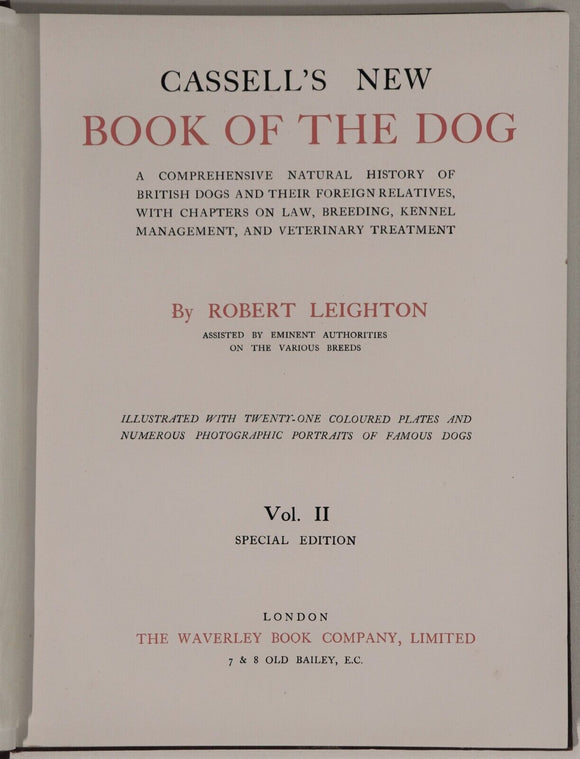 CASSELL'S NEW
BOOK OF THE DOG
A COMPREHENSIVE NATURAL HISTORY OF
BRITISH DOGS AND THEIR FOREIGN RELATIVES,
WITH CHAPTERS ON LAW, BREEDING, KENNEL
MANAGEMENT, AND VETERINARY TREATMENT
By ROBERT LEIGHTON
ASSISTED BY EMINENT AUTHORITIES
ON THE VARIOUS BREEDS
ILLUSTRATED WITH TWENTY-ONE COLOURED PLATES AND
NUMEROUS PHOTOGRAPHIC PORTRAITS OF FAMOUS DOGS
Vol. II
SPECIAL EDITION
LONDON
THE WAVERLEY BOOK COMPANY, LIMITED
7 & 8 OLD BAILEY, E.C.